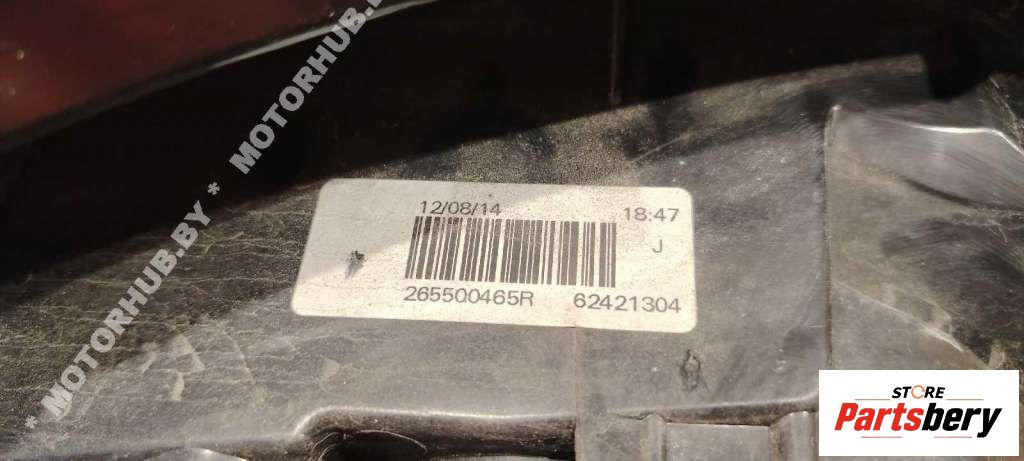 * MOTORHUB.BY * MOTORHUB.BY *
12/08/14 18:47
J
265500465R 62421304
STORE
Partsbery